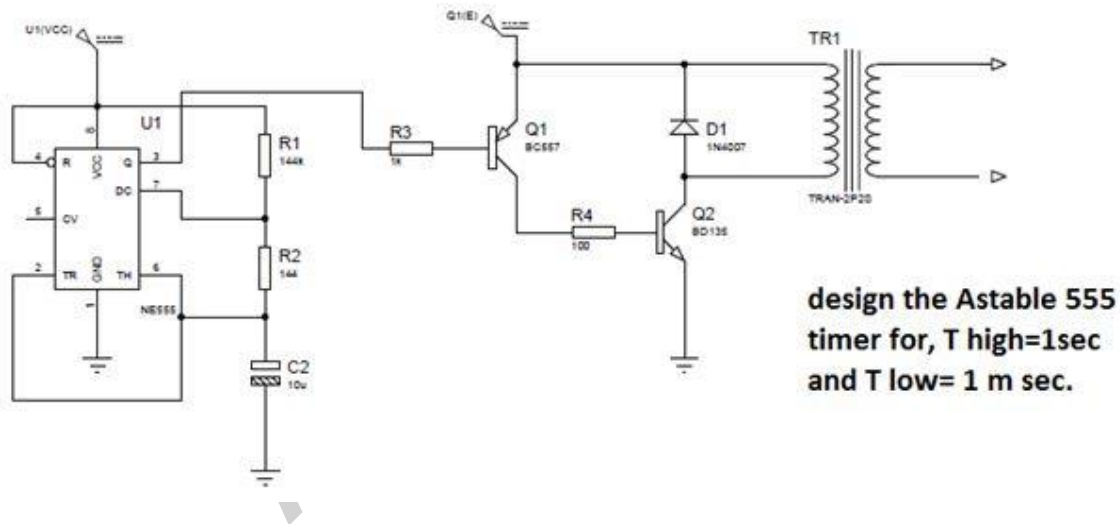 U1(VCC)
Q1(E)
TR1
U1
R1
144k
R3
1k
Q1
BC557
D1
1N4007
8
4
R
VCC
Q
3
DC
7
5
CV
R2
144
R4
100
Q2
BD135
TRAN-2P2S
2
TR
GND
TH
6
1
NE555
C2
10u
design the Astable 555
timer for, T high=1sec
and T low= 1 m sec.